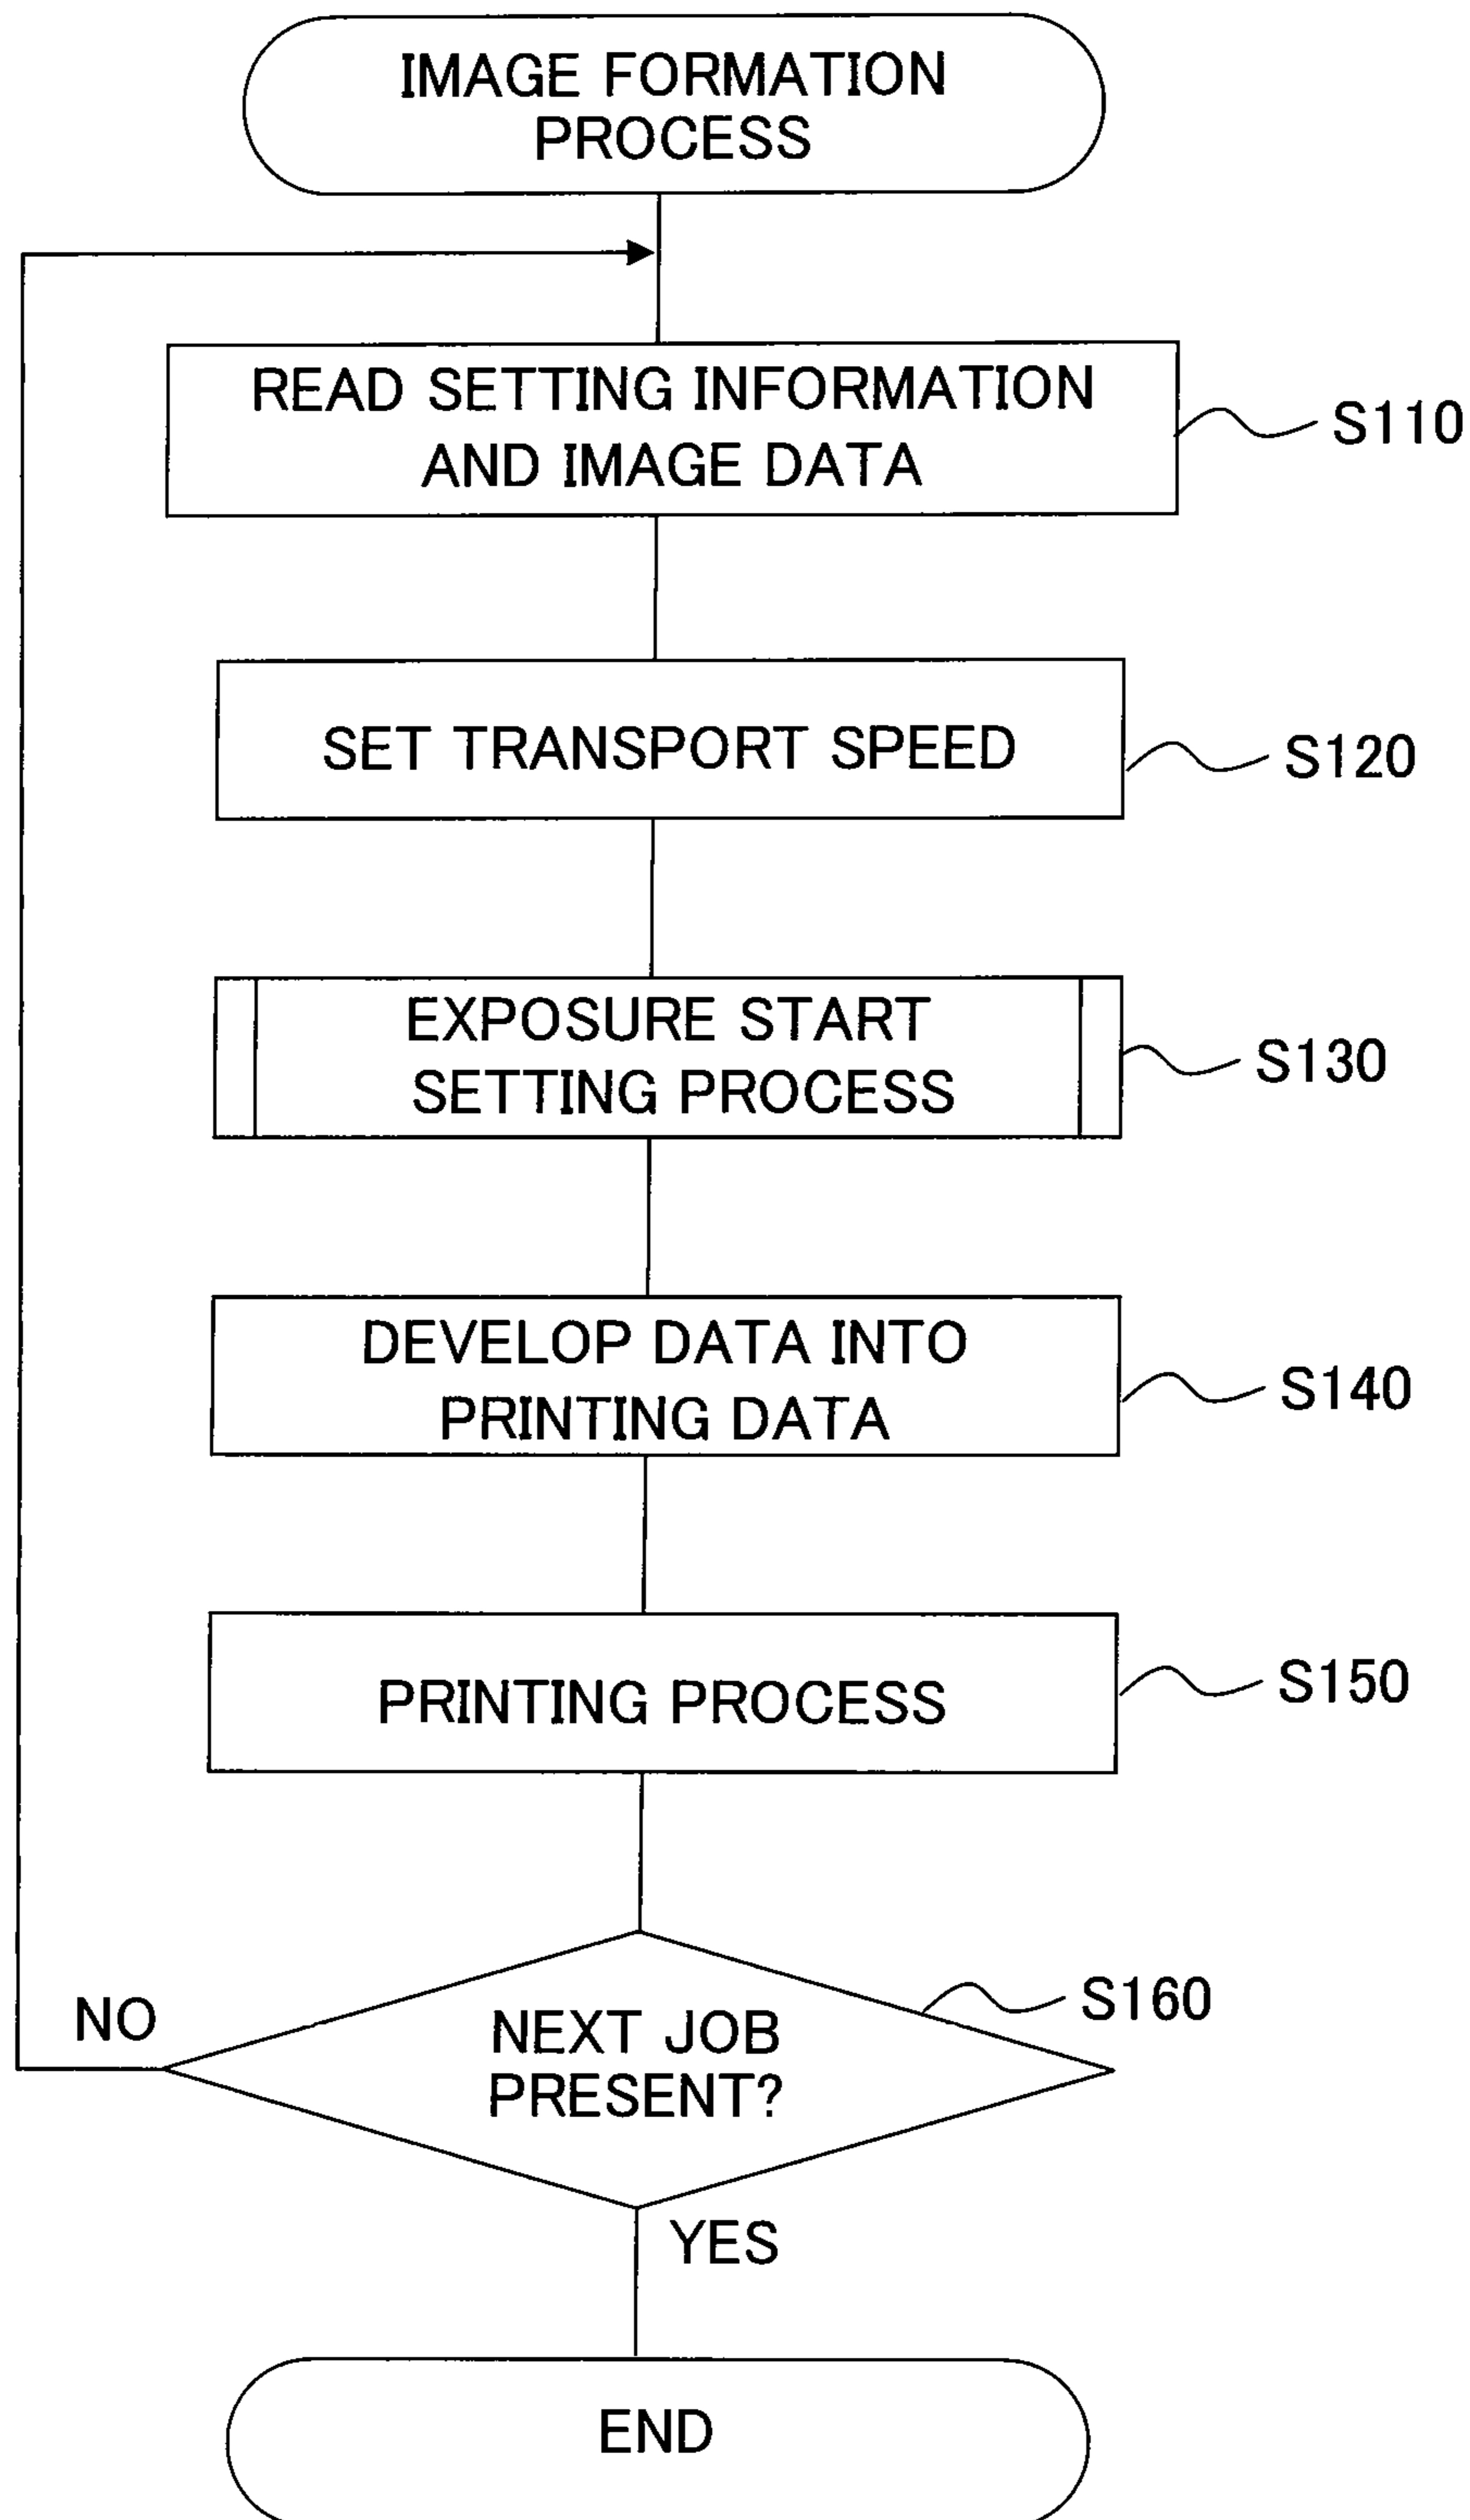 IMAGE FORMATION
PROCESS
READ SETTING INFORMATION
AND IMAGE DATA
S110
SET TRANSPORT SPEED
S120
EXPOSURE START
SETTING PROCESS
S130
DEVELOP DATA INTO
PRINTING DATA
S140
PRINTING PROCESS
S150
NO
NEXT JOB
PRESENT?
S160
YES
END